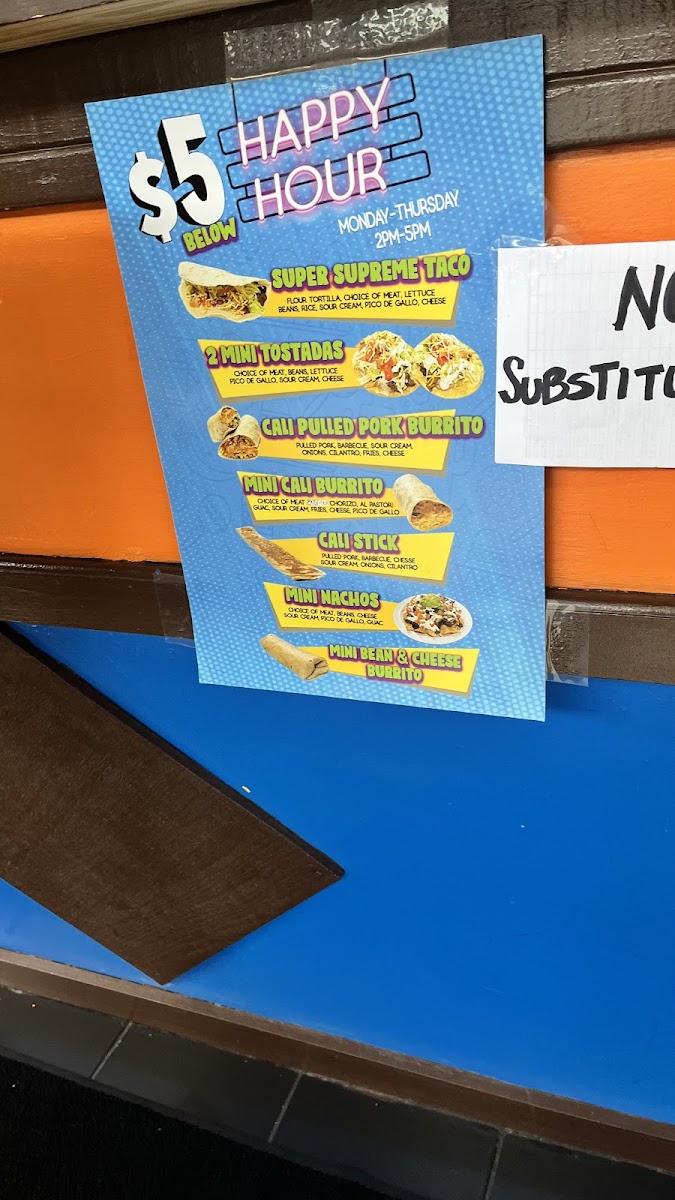 $5
BELOW
HAPPY
HOUR
MONDAY-THURSDAY
2PM-5PM
SUPER SUPREME TACO
FLOUR TORTILLA, CHOICE OF MEAT, LETTUCE
BEANS, RICE, SOUR CREAM, PICO DE GALLO, CHEESE
2 MINI TOSTADAS
CHOICE OF MEAT, BEANS, LETTUCE
PICO DE GALLO, SOUR CREAM, CHEESE
CALI PULLED PORK BURRITO
PULLED PORK, BARBECUE, SOUR CREAM,
ONIONS, CILANTRO, FRIES, CHEESE
MINI CALI BURRITO
CHOICE OF MEAT CHORIZO, AL PASTOR)
GUAC, SOUR CREAM, FRIES, CHEESE, PICO DE GALLO
CALI STICK
PULLED PORK, BARBECUE, CHESSE
SOUR CREAM, ONIONS, CILANTRO
MINI NACHOS
CHOICE OF MEAT, BEANS, CHEESE
SOUR CREAM, PICO DE GALLO, GUAC
MINI BEAN & CHEESE
BURRITO
NO
SUBSTITU